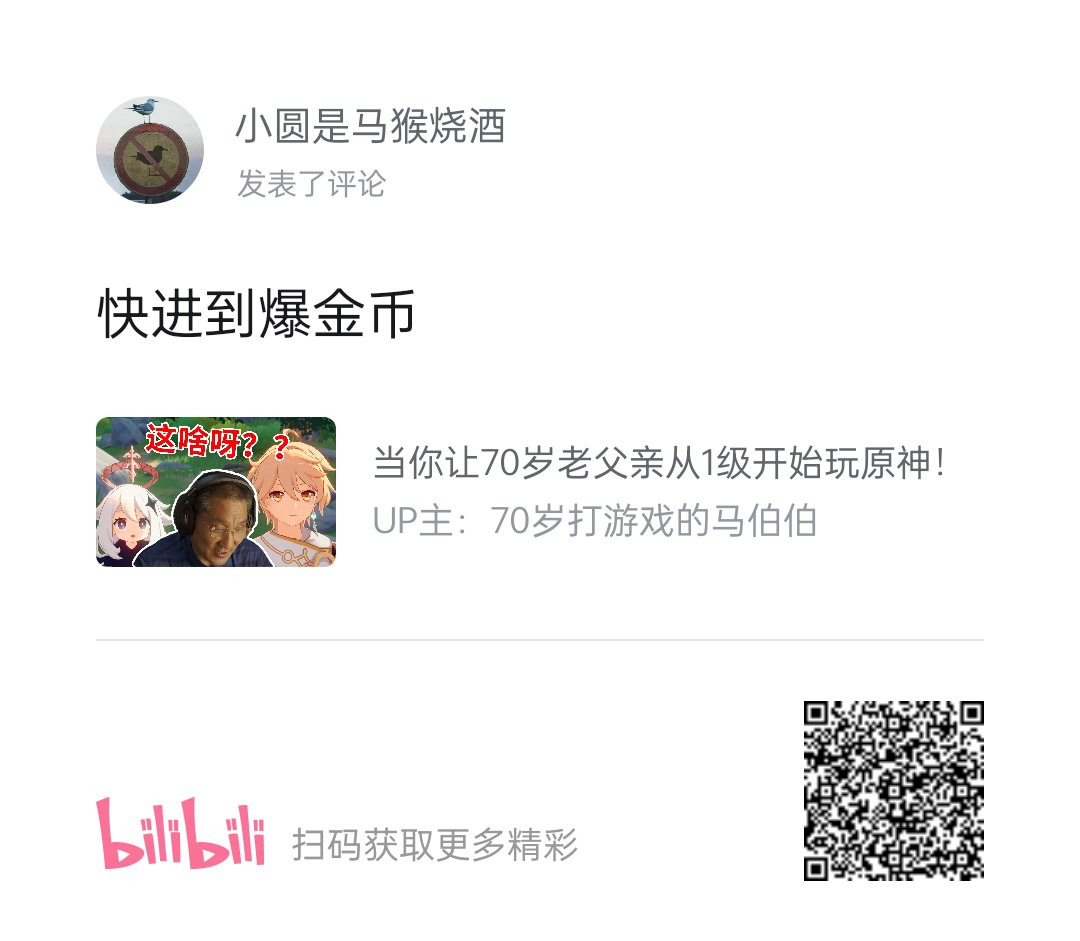 小圆是马猴烧酒
发表了评论
快进到爆金币
这啥呀？？
当你让70岁老父亲从1级开始玩原神！
UP主：70岁打游戏的马伯伯
bilibili 扫码获取更多精彩